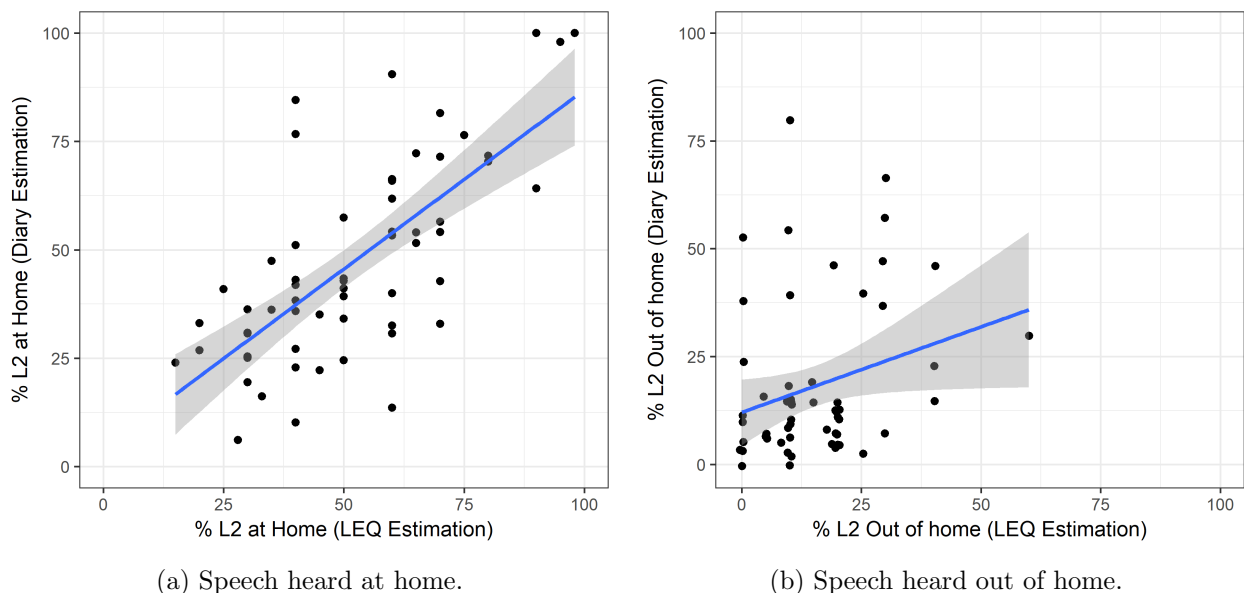 100
75
50
25
0
% L2 at Home (Diary Estimation)
0 25 50 75 100
% L2 at Home (LEQ Estimation)
(a) Speech heard at home.
100
75
50
25
0
% L2 Out of home (Diary Estimation)
0 25 50 75 100
% L2 Out of home (LEQ Estimation)
(b) Speech heard out of home.